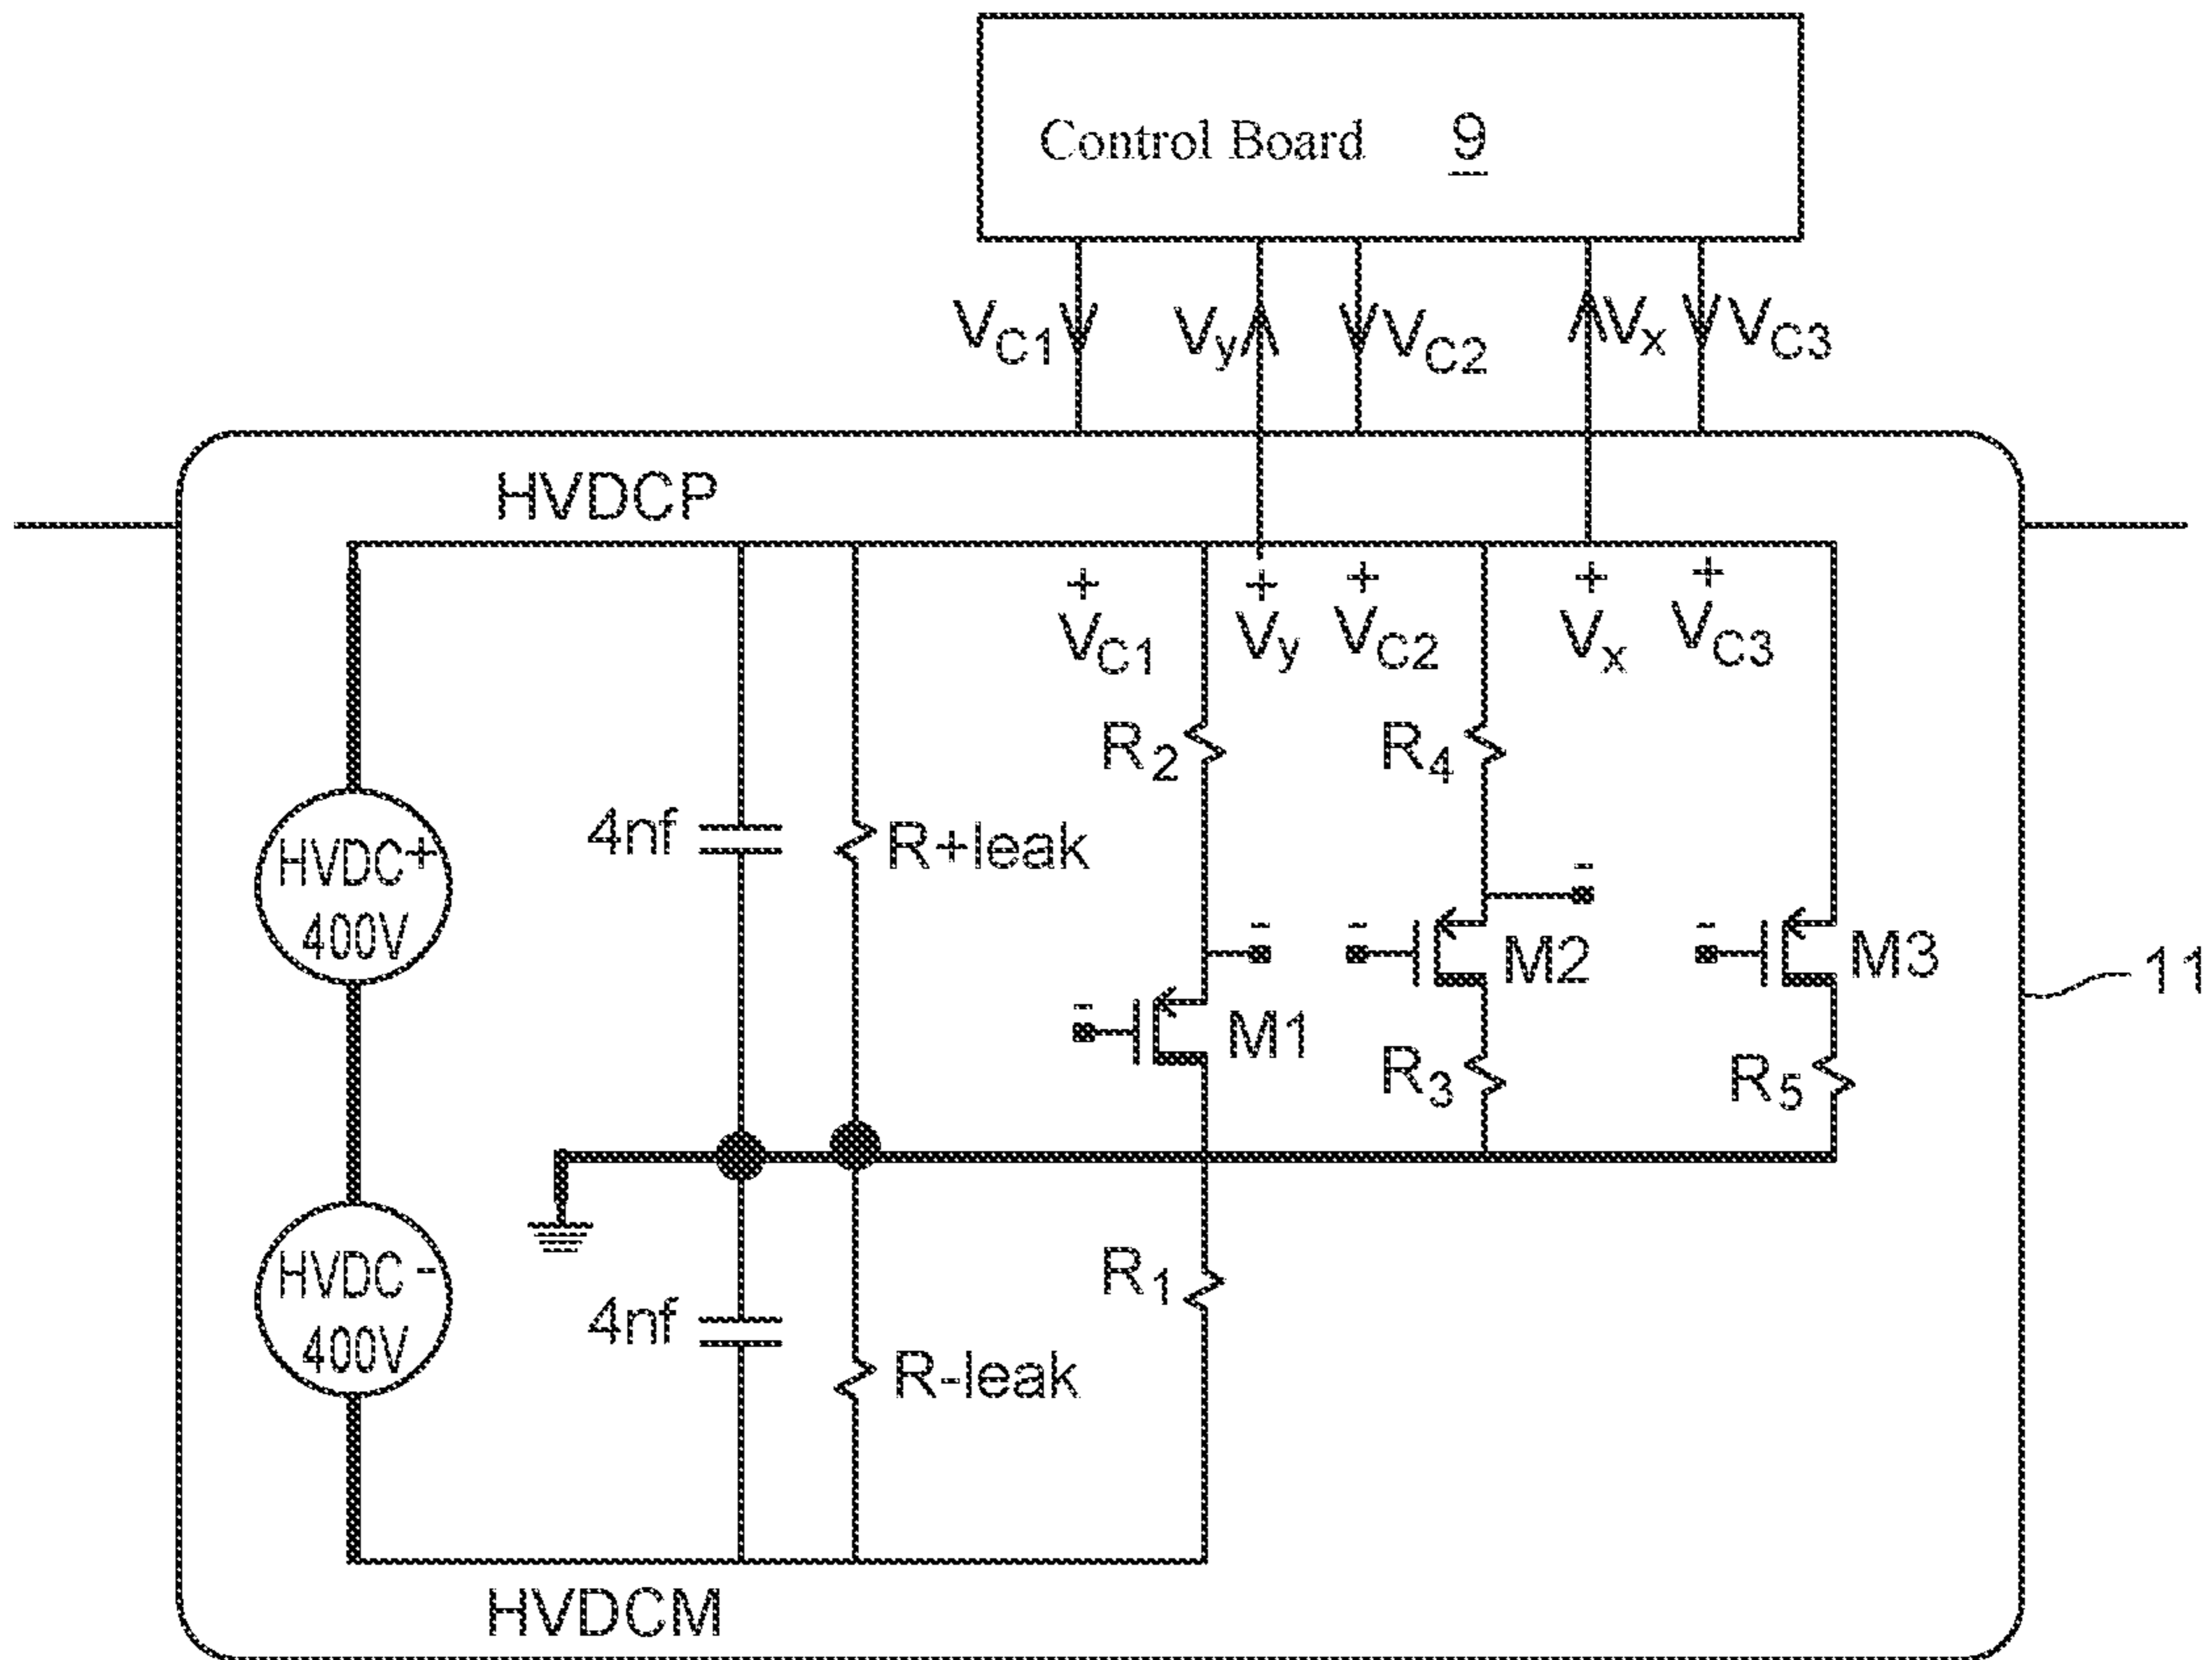 Control Board 9
VC1 Vy VC2 Vx VC3
HVDCP
+ + + + +
VC1 Vy VC2 Vx VC3
R2 R4
4nf R+leak
HVDC+
400V
- - - -
M2 M3
11
-
M1
R3 R5
HVDC-
400V
R1
4nf
R-leak
HVDCM